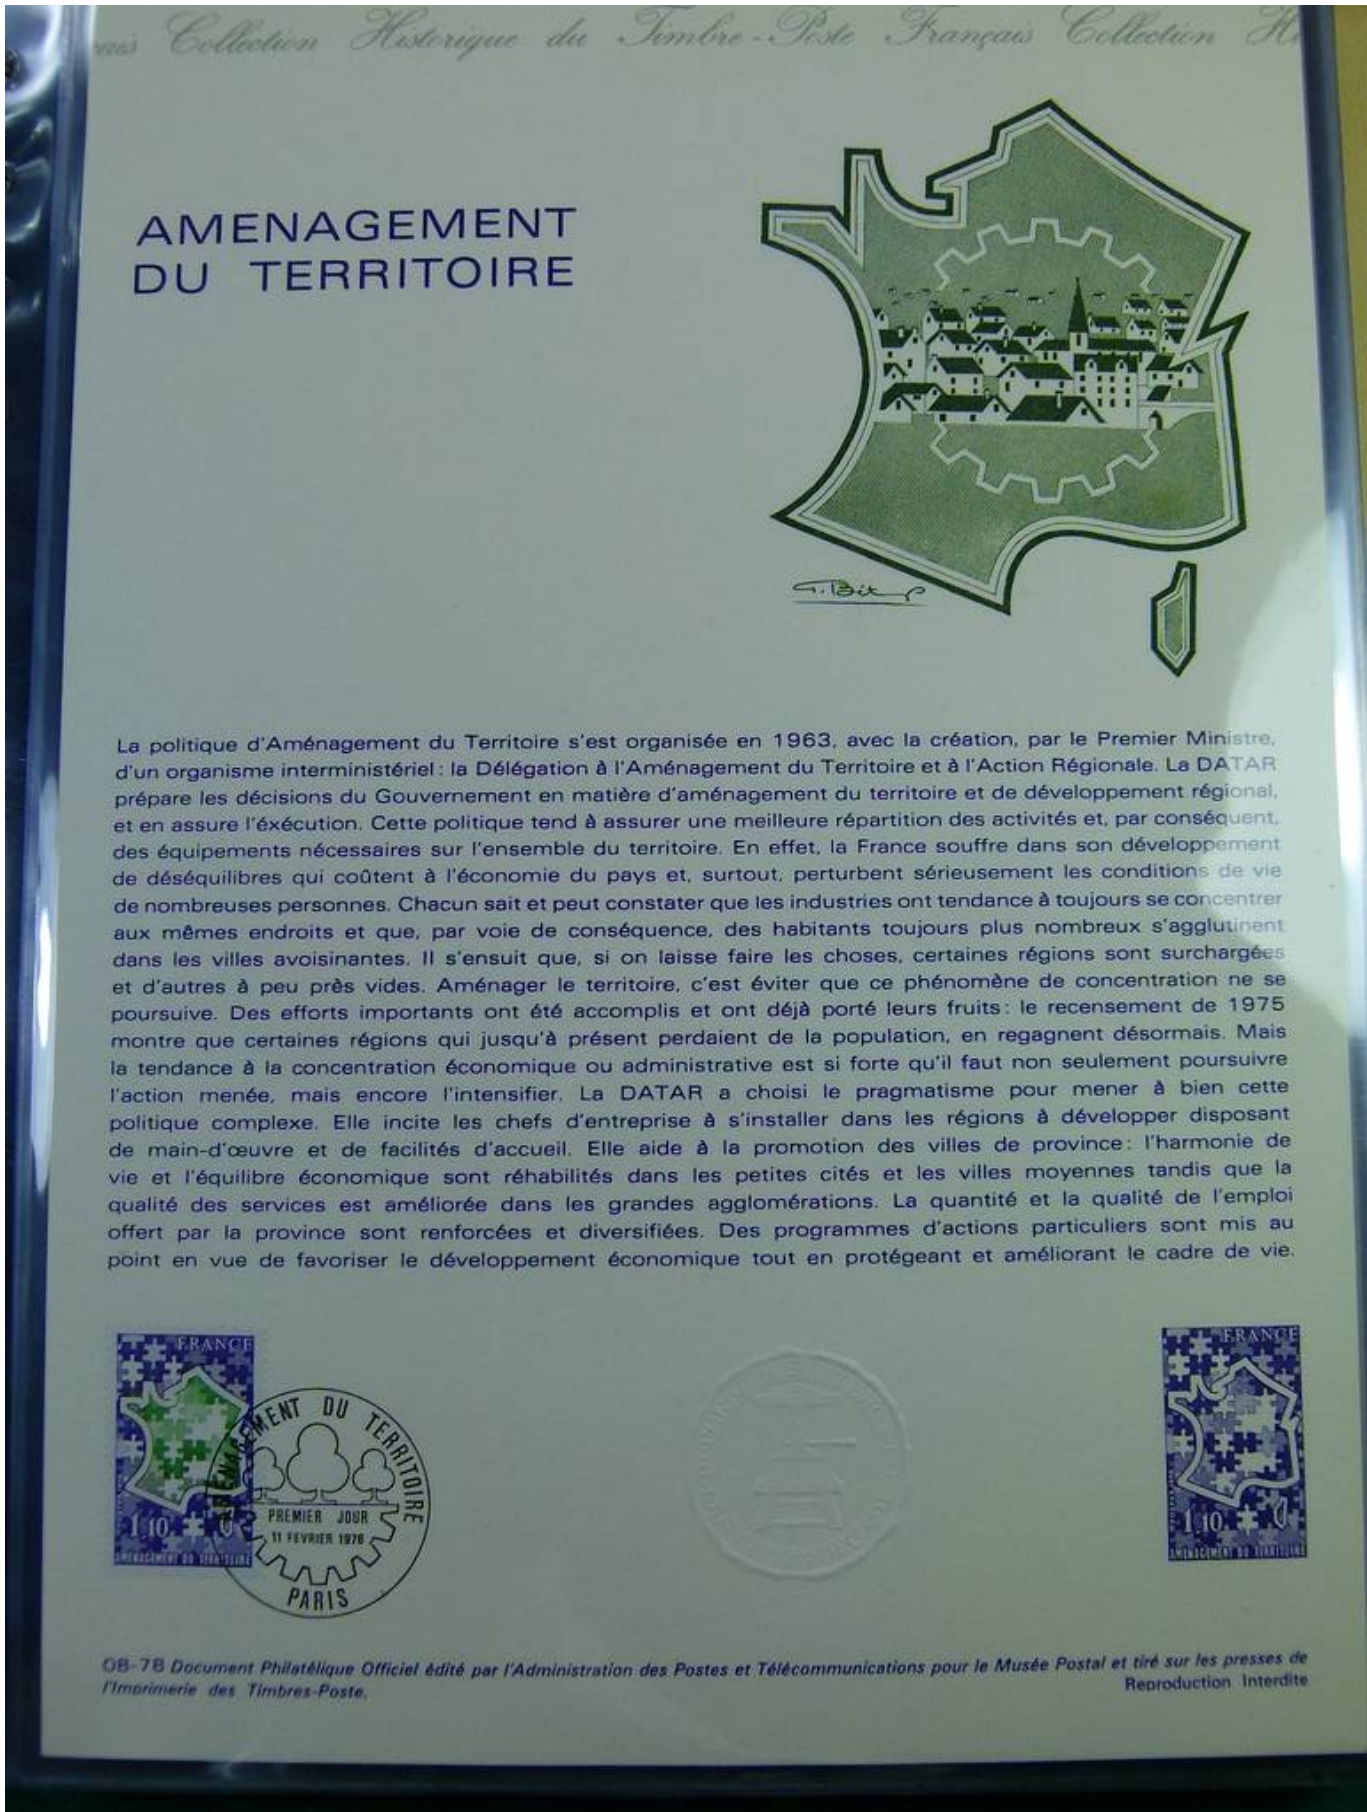 Collection Historique du Timbre-Poste Français Collection
AMENAGEMENT
DU TERRITOIRE
La politique d'Aménagement du Territoire s'est organisée en 1963, avec la création, par le Premier Ministre,
d'un organisme interministériel : la Délégation à l'Aménagement du Territoire et à l'Action Régionale. La DATAR
prépare les décisions du Gouvernement en matière d'aménagement du territoire et de développement régional,
et en assure l'éxécution. Cette politique tend à assurer une meilleure répartition des activités et, par conséquent,
des équipements nécessaires sur l'ensemble du territoire. En effet, la France souffre dans son développement
de déséquilibres qui coûtent à l'économie du pays et, surtout, perturbent sérieusement les conditions de vie
de nombreuses personnes. Chacun sait et peut constater que les industries ont tendance à toujours se concentrer
aux mêmes endroits et que, par voie de conséquence, des habitants toujours plus nombreux s'agglutinent
dans les villes avoisinantes. Il s'ensuit que, si on laisse faire les choses, certaines régions sont surchargées
et d'autres à peu près vides. Aménager le territoire, c'est éviter que ce phénomène de concentration ne se
poursuive. Des efforts importants ont été accomplis et ont déjà porté leurs fruits : le recensement de 1975
montre que certaines régions qui jusqu'à présent perdaient de la population, en regagnent désormais. Mais
la tendance à la concentration économique ou administrative est si forte qu'il faut non seulement poursuivre
l'action menée, mais encore l'intensifier. La DATAR a choisi le pragmatisme pour mener à bien cette
politique complexe. Elle incite les chefs d'entreprise à s'installer dans les régions à développer disposant
de main-d'œuvre et de facilités d'accueil. Elle aide à la promotion des villes de province : l'harmonie de
vie et l'équilibre économique sont réhabilités dans les petites cités et les villes moyennes tandis que la
qualité des services est améliorée dans les grandes agglomérations. La quantité et la qualité de l'emploi
offert par la province sont renforcées et diversifiées. Des programmes d'actions particuliers sont mis au
point en vue de favoriser le développement économique tout en protégeant et améliorant le cadre de vie.
FRANCE
1,10
AMENAGEMENT DU TERRITOIRE
AMENAGEMENT DU TERRITOIRE
PREMIER JOUR
11 FEVRIER 1978
PARIS
FRANCE
1,10
AMENAGEMENT DU TERRITOIRE
08-78 Document Philatélique Officiel édité par l'Administration des Postes et Télécommunications pour le Musée Postal et tiré sur les presses de
l'Imprimerie des Timbres-Poste.
Reproduction Interdite